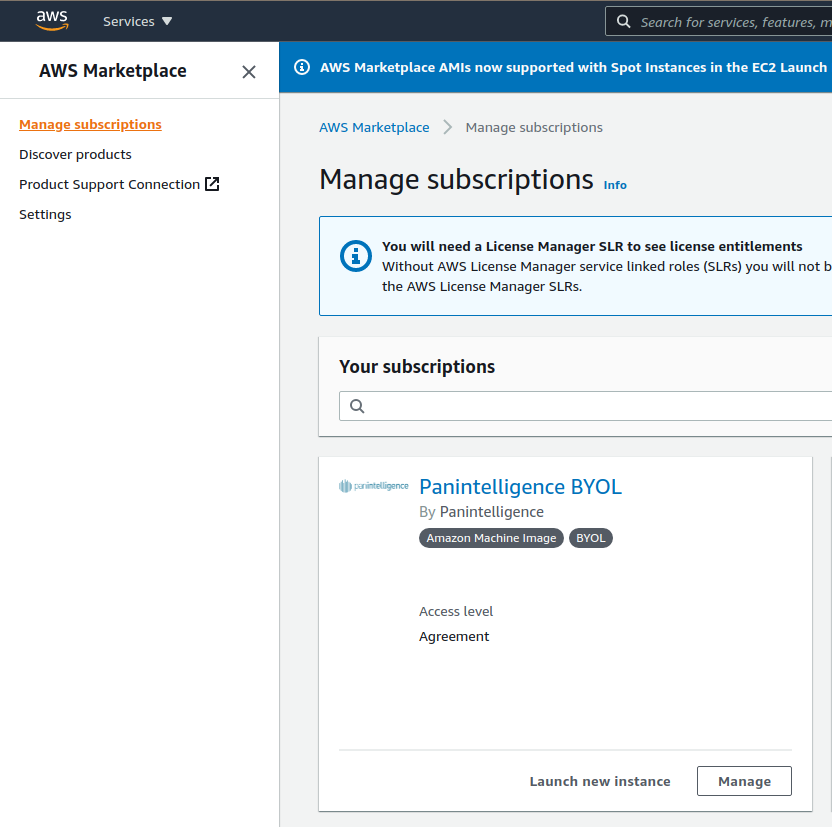 aws
Services
Search for services, features, m
AWS Marketplace
Manage subscriptions
Discover products
Product Support Connection
Settings
AWS Marketplace AMIs now supported with Spot Instances in the EC2 Launch
AWS Marketplace > Manage subscriptions
Manage subscriptions Info
You will need a License Manager SLR to see license entitlements
Without AWS License Manager service linked roles (SLRs) you will not b
the AWS License Manager SLRs.
Your subscriptions
panintelligence
Panintelligence BYOL
By Panintelligence
Amazon Machine Image BYOL
Access level
Agreement
Launch new instance Manage